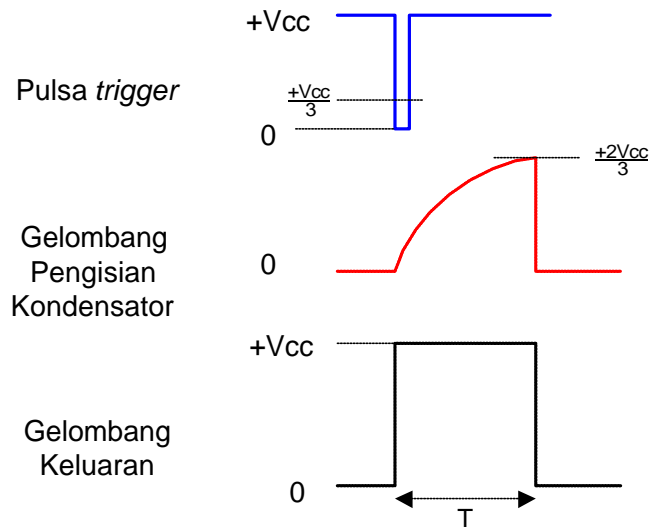 +Vcc
Pulsa trigger
+Vcc
3
0
+2Vcc
3
Gelombang
Pengisian
Kondensator
0
+Vcc
Gelombang
Keluaran
0
T